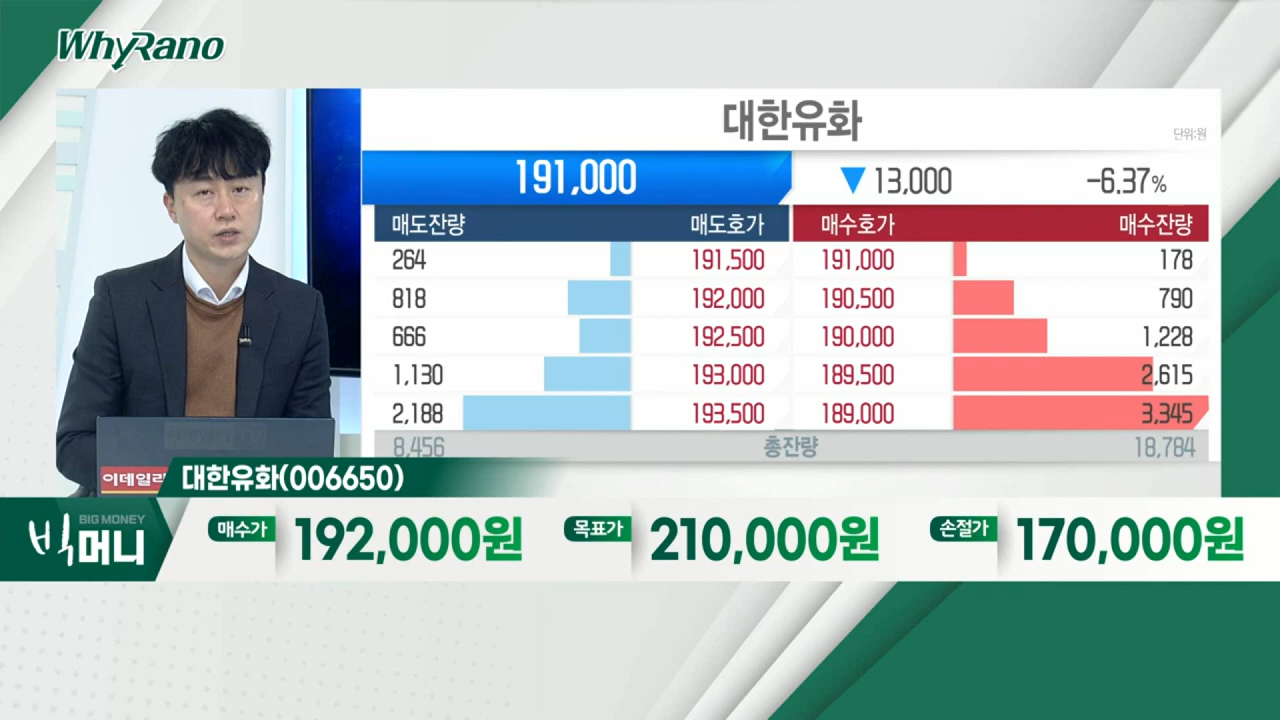 WhyRano
대한유화
단위:원
191,000 ▼ 13,000 -6.37%
매도잔량 매도호가 매수호가 매수잔량
264 191,500 191,000 178
818 192,000 190,500 790
666 192,500 190,000 1,228
1,130 193,000 189,500 2,615
2,188 193,500 189,000 3,345
8,456 총잔량 18,784
이데일리
대한유화(006650)
BIG MONEY
빅머니
매수가 192,000원 목표가 210,000원 손절가 170,000원